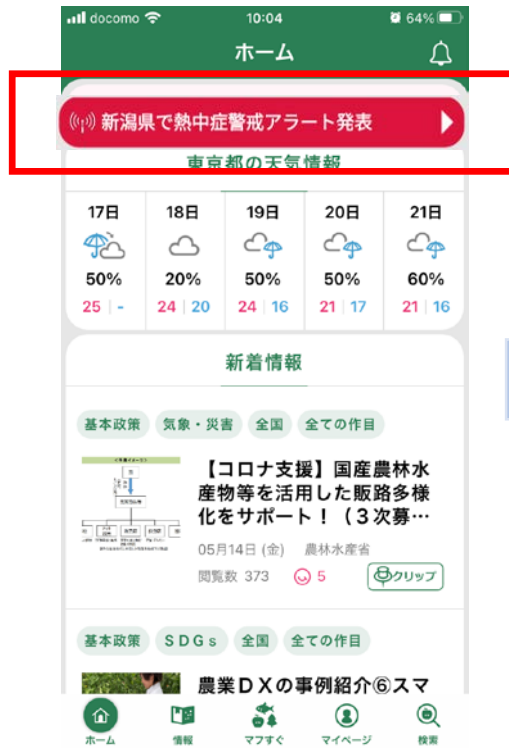 docomo 10:04 64%
ホーム
新潟県で熱中症警戒アラート発表
東京都の天気情報
17日 18日 19日 20日 21日
50% 20% 50% 50% 60%
25 | - 24 | 20 24 | 16 21 | 17 21 | 16
新着情報
基本政策 気象・災害 全国 全ての作目
【コロナ支援】国産農林水
産物等を活用した販路多様
化をサポート!(3次募…
05月14日 (金) 農林水産省
閲覧数 373 5 クリップ
基本政策 SDGs 全国 全ての作目
農業DXの事例紹介⑥スマ
ホーム 情報 マフすぐ マイページ 検索